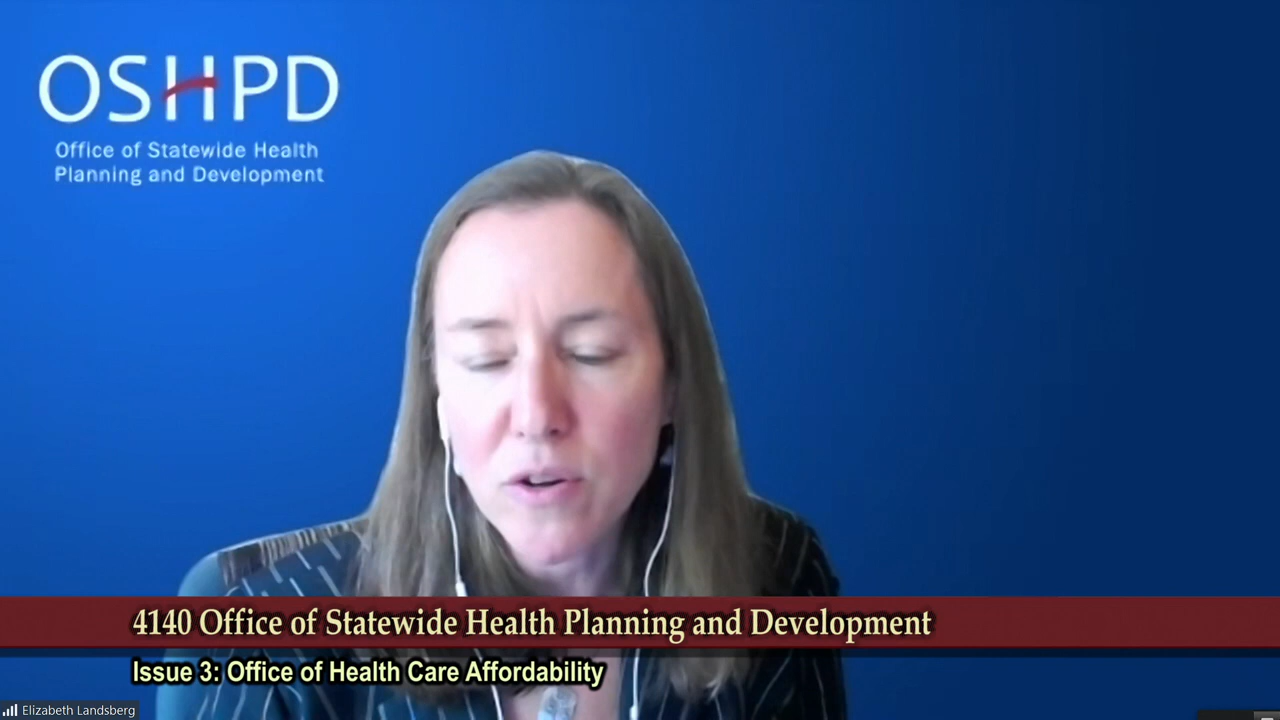 OSHPD
Office of Statewide Health
Planning and Development
4140 Office of Statewide Health Planning and Development
Issue 3: Office of Health Care Affordability
Elizabeth Landsberg